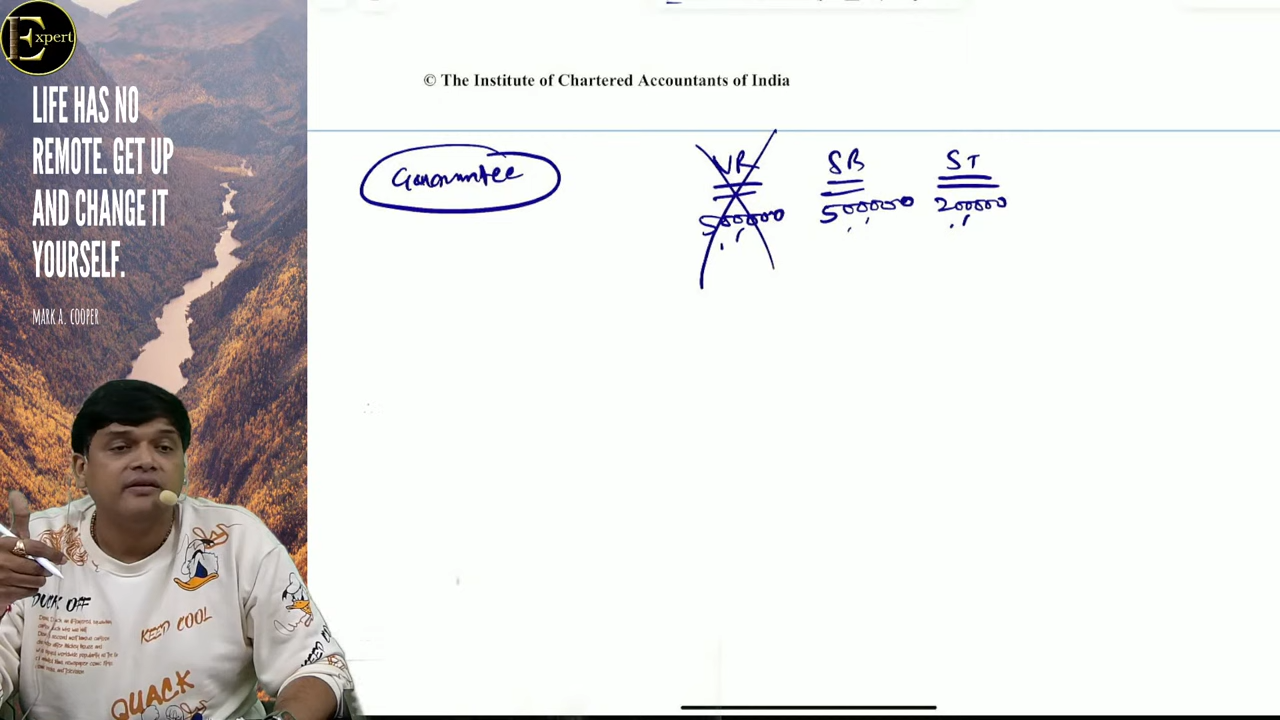 Expert
LIFE HAS NO
REMOTE. GET UP
AND CHANGE IT
YOURSELF.
MARK A. COOPER
© The Institute of Chartered Accountants of India
Guarantee
VR SB ST
500000 500000 200000
DUCK OFF
KEEP COOL
QUACK